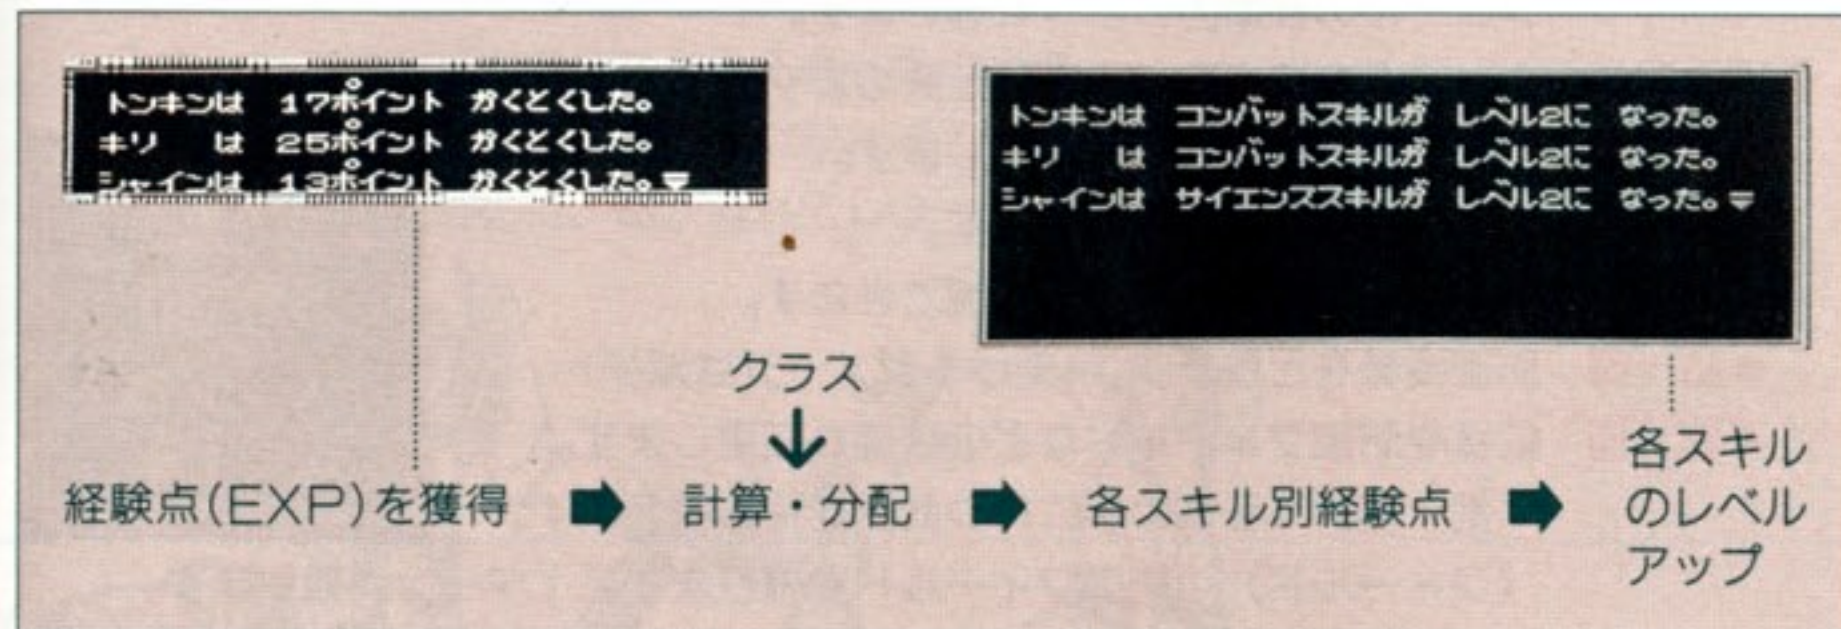 トンキンは 17ポイント かくとくした。
キリ は 25ポイント かくとくした。
シャインは 13ポイント かくとくした。
トンキンは コンバットスキルが レベル2に なった。
キリ は コンバットスキルが レベル2に なった。
シャインは サイエンススキルが レベル2に なった。
クラス
経験点(EXP)を獲得
計算・分配
各スキル別経験点
各スキル
のレベル
アップ